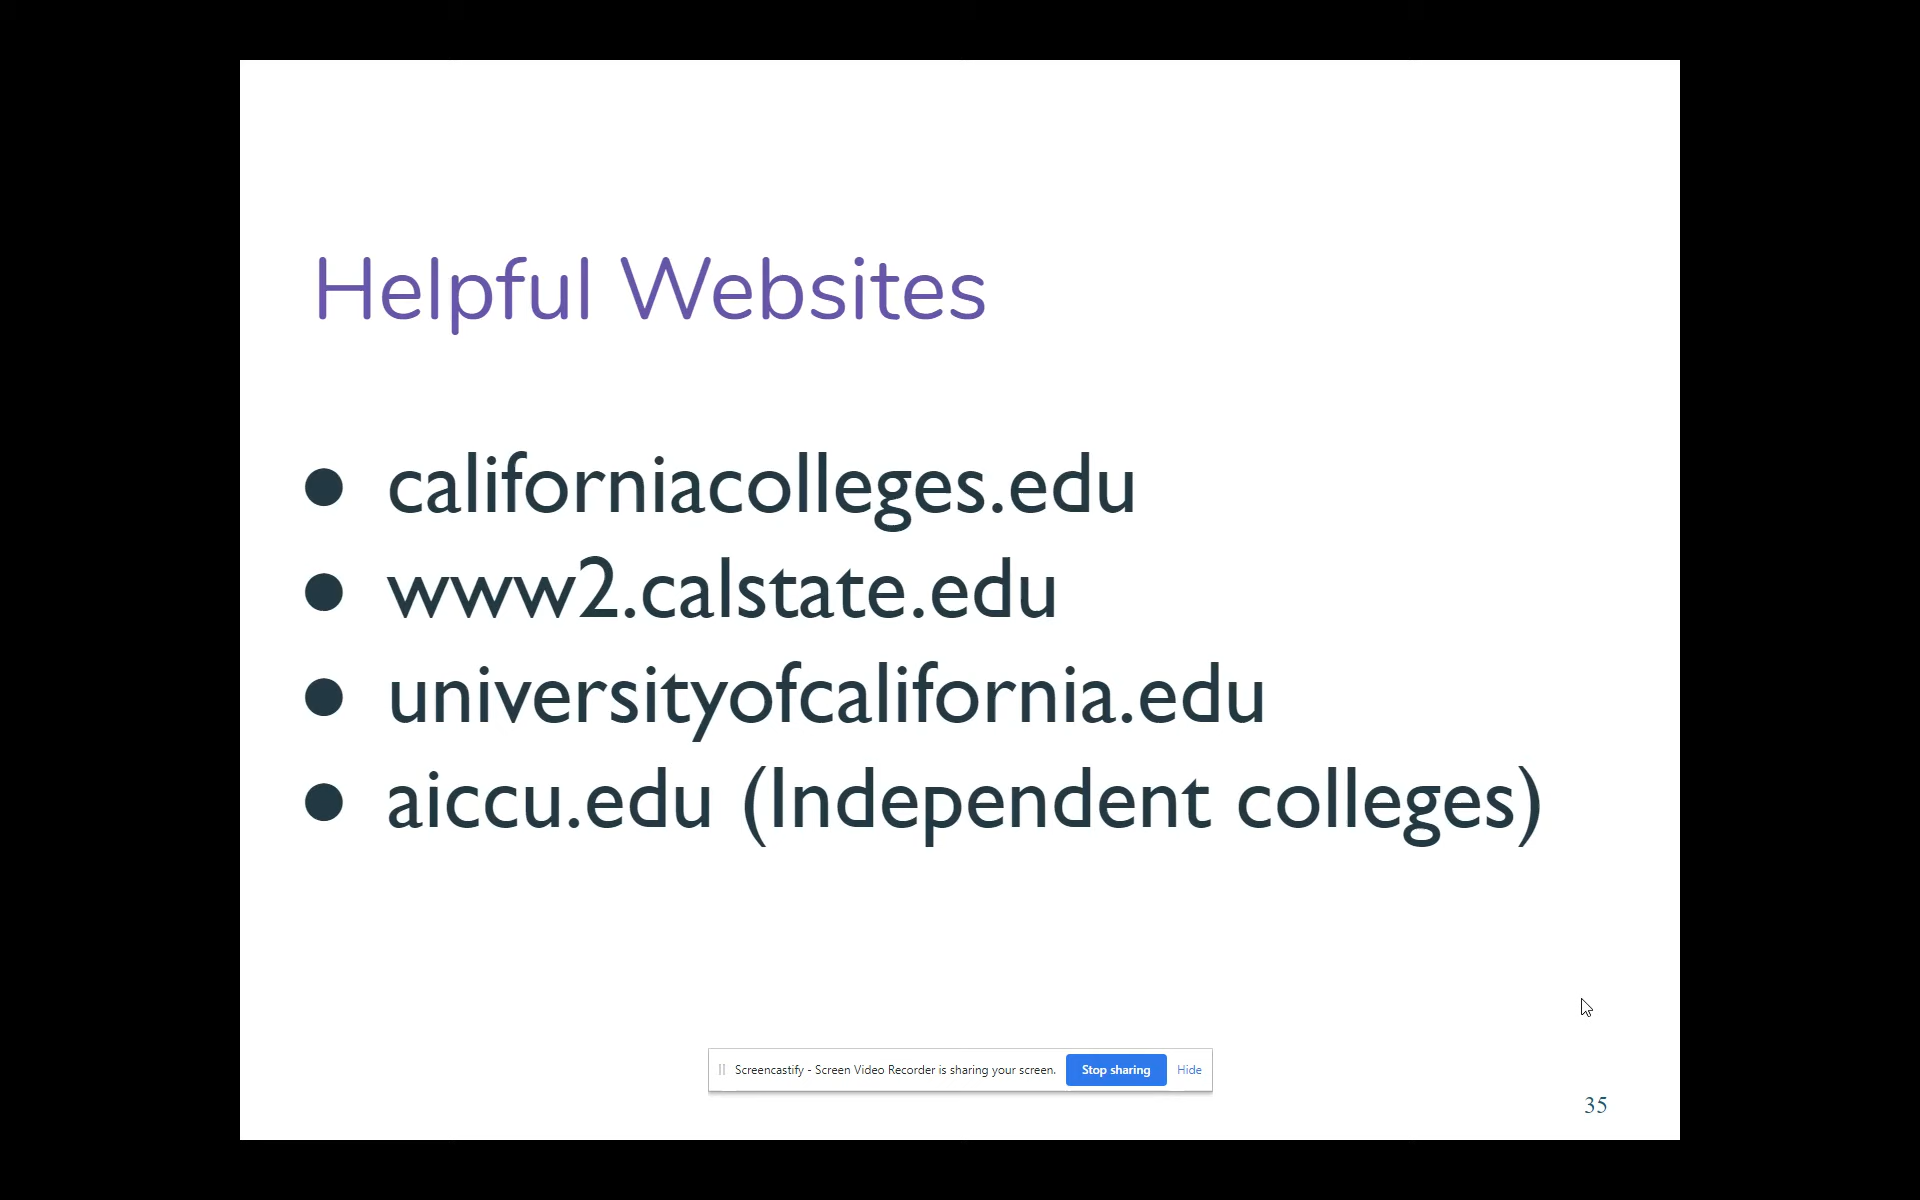 Helpful Websites
● californiacolleges.edu
● www2.calstate.edu
● universityofcalifornia.edu
● aiccu.edu (Independent colleges)
Screencastify - Screen Video Recorder is sharing your screen. Stop sharing Hide
35